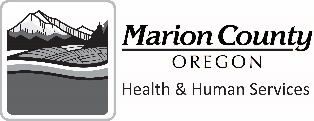 Marion County
OREGON
Health & Human Services